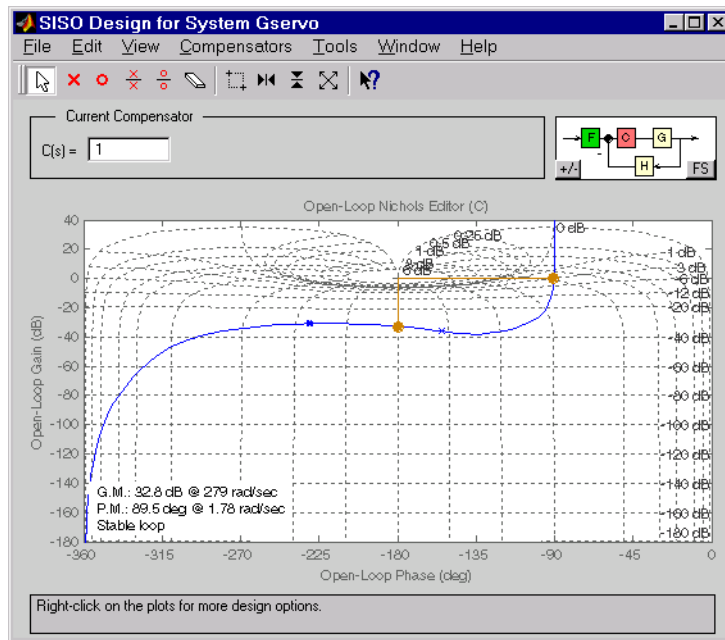 SISO Design for System Gservo
File Edit View Compensators Tools Window Help
Current Compensator
C(s) = 1
F C G
H
+/- FS
Open-Loop Nichols Editor (C)
Open-Loop Gain (dB)
40
20
0
-20
-40
-60
-80
-100
-120
-140
-160
-180
0 dB
0.25 dB
0.5 dB
1 dB
3 dB
6 dB
1 dB
3 dB
-6 dB
-12 dB
-20 dB
-40 dB
-60 dB
-80 dB
-100 dB
-120 dB
-140 dB
-160 dB
-180 dB
G.M.: 32.8 dB @ 279 rad/sec
P.M.: 89.5 deg @ 1.78 rad/sec
Stable loop
-360 -315 -270 -225 -180 -135 -90 -45 0
Open-Loop Phase (deg)
Right-click on the plots for more design options.